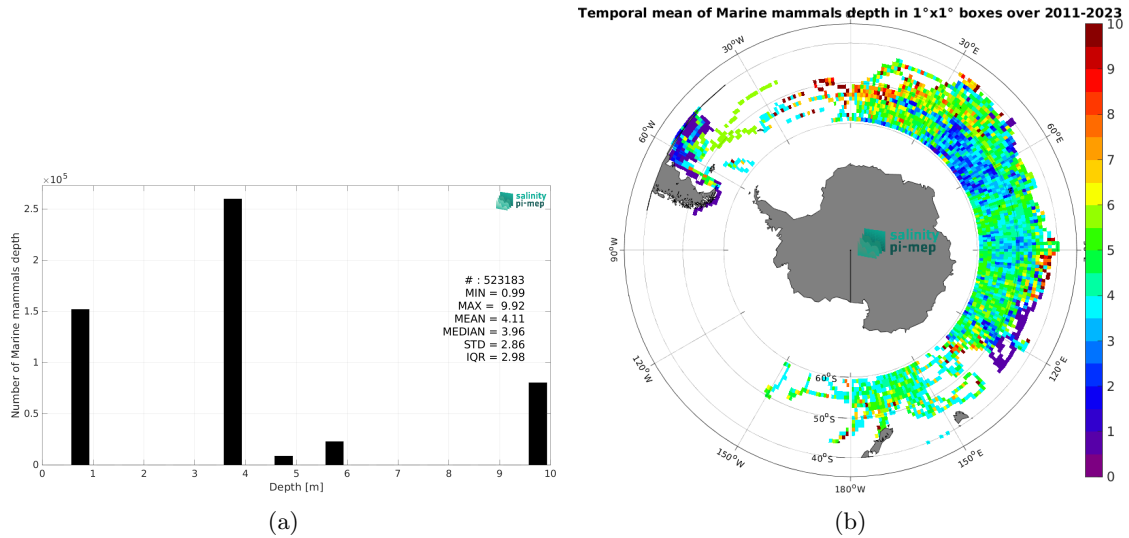 Temporal mean of Marine mammals depth in 1°x1° boxes over 2011-2023
×10⁵
2.5
2
1.5
1
0.5
0
Number of Marine mammals depth
0 1 2 3 4 5 6 7 8 9 10
Depth [m]
salinity
pi-mep
# : 523183
MIN = 0.99
MAX = 9.92
MEAN = 4.11
MEDIAN = 3.96
STD = 2.86
IQR = 2.98
(a)
30°W
30°E
60°W
60°E
90°W
120°W
120°E
150°W
150°E
180°W
60°S
50°S
40°S
salinity
pi-mep
10
9
8
7
6
5
4
3
2
1
0
(b)